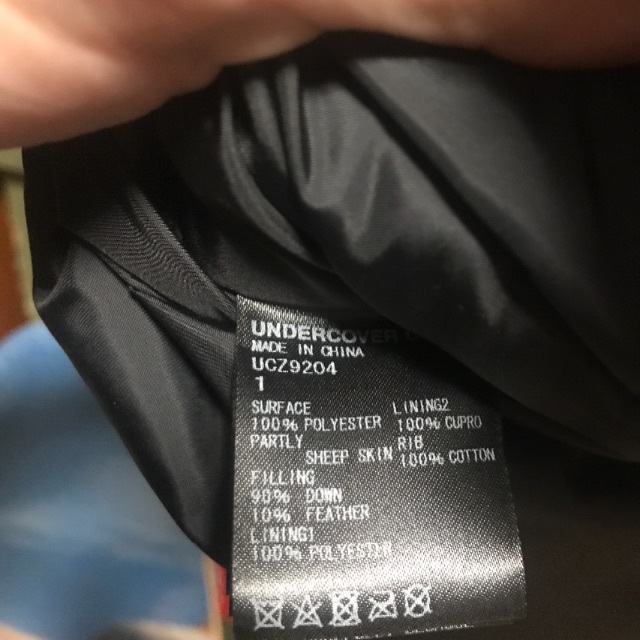 UNDERCOVER
MADE IN CHINA
UCZ9204
1
SURFACE LINING2
100% POLYESTER 100% CUPRO
PARTLY RIB
SHEEP SKIN 100% COTTON
FILLING
90% DOWN
10% FEATHER
LINING1
100% POLYESTER